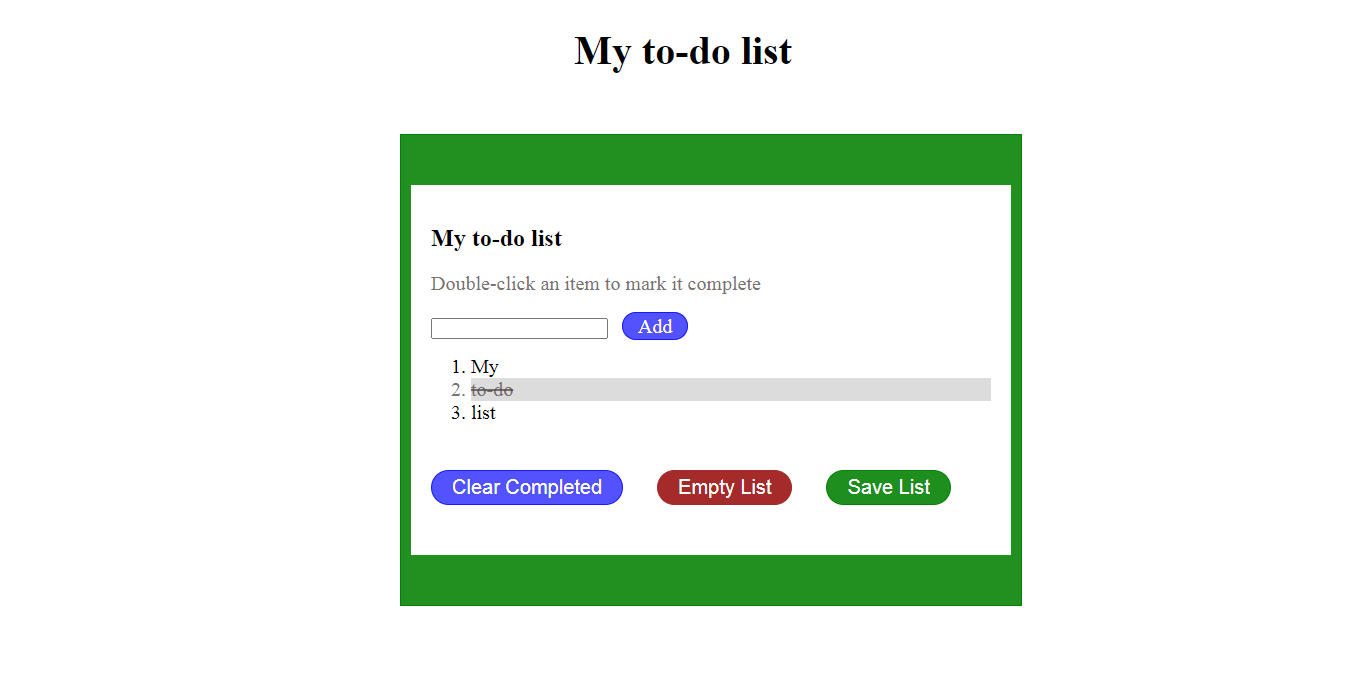 My to-do list
My to-do list
Double-click an item to mark it complete
Add
1. My
2. to-do
3. list
Clear Completed Empty List Save List